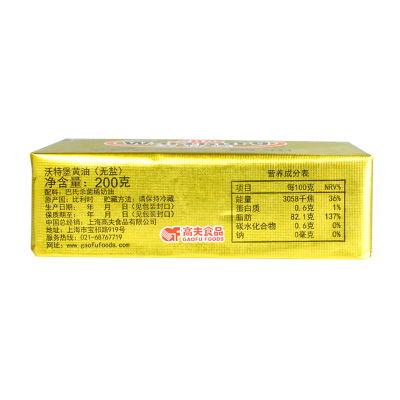 沃特堡黄油（无盐）
净含量：200克
配料：巴氏杀菌稀奶油
原产国：比利时 贮藏方法：请保持冷藏
生产日期： 年 月 日（见包装封口）
保质期至： 年 月 日（见包装封口）
中国总经销：上海高夫食品有限公司
地址：上海市宝祁路919号
服务热线：021-68767719
网址：www.gaofufoods.com
高夫食品
GAOFU FOODS
营养成分表
项目 每100克 NRV%
能量 3058千焦 36%
蛋白质 0.6克 1%
脂肪 82.1克 137%
碳水化合物 0.6克 0%
钠 0毫克 0%